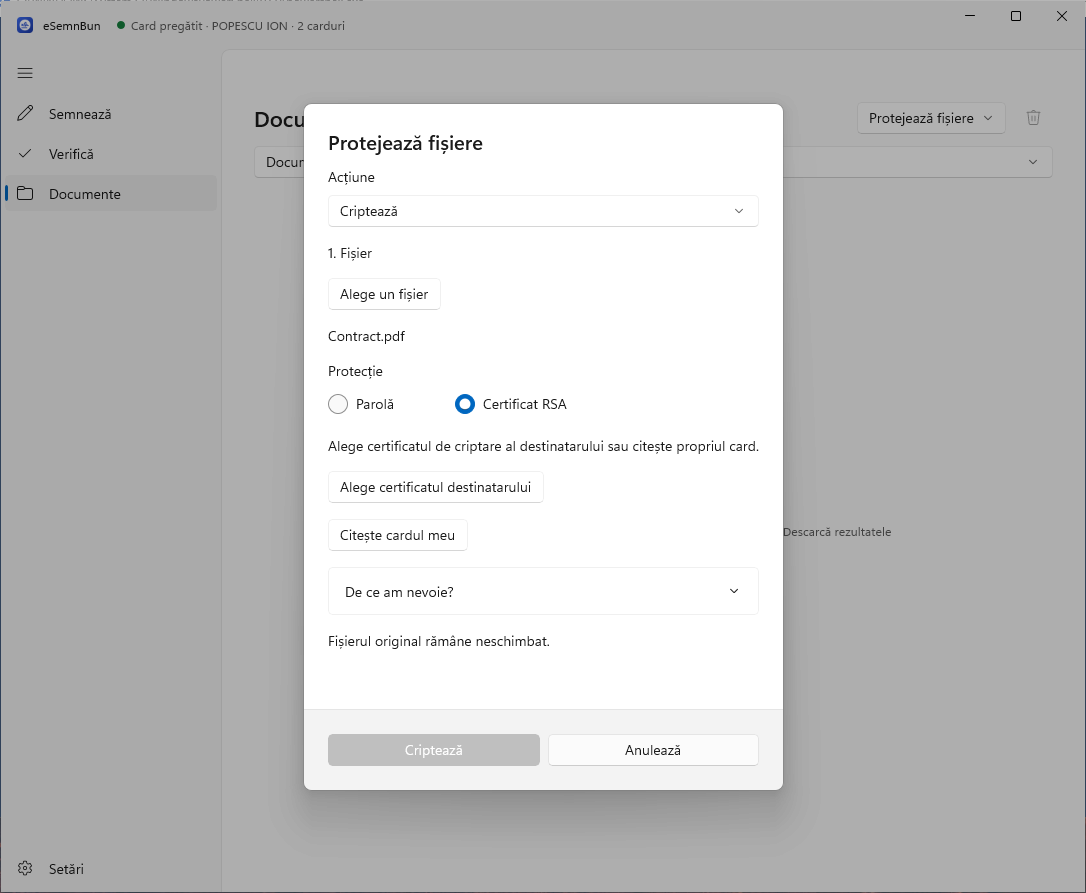 eSemnBun
Card pregătit · POPESCU ION · 2 carduri
Semnează
Verifică
Documente
Docu
Protejează fișiere
Docum
Protejează fișiere
Acțiune
Criptează
1. Fișier
Alege un fișier
Contract.pdf
Protecție
Parolă
Certificat RSA
Alege certificatul de criptare al destinatarului sau citește propriul card.
Alege certificatul destinatarului
Citește cardul meu
Descarcă rezultatele
De ce am nevoie?
Fișierul original rămâne neschimbat.
Criptează
Anulează
Setări